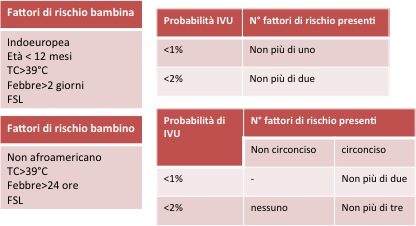 Fattori di rischio bambina
Indoeuropea
Età < 12 mesi
TC>39°C
Febbre>2 giorni
FSL
Probabilità IVU N° fattori di rischio presenti
<1% Non più di uno
<2% Non più di due
Fattori di rischio bambino
Non afroamericano
TC>39°C
Febbre>24 ore
FSL
Probabilità di N° fattori di rischio presenti
IVU
Non circonciso circonciso
<1% - Non più di due
<2% nessuno Non più di tre